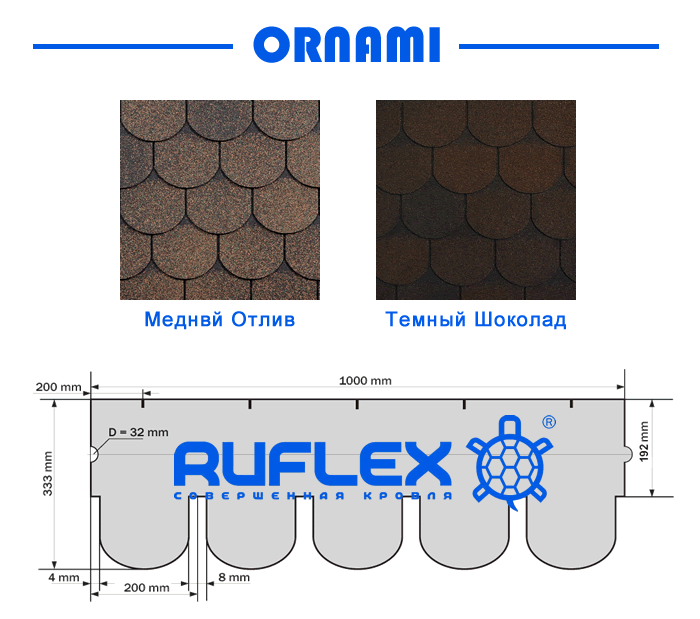 ORNAMI
Меднвй Отлив
Темный Шоколад
1000 mm
200 mm
D = 32 mm
RUFLEX ®
СОВЕРШЕННАЯ КРОВЛЯ
333 mm
192 mm
4 mm
200 mm
8 mm